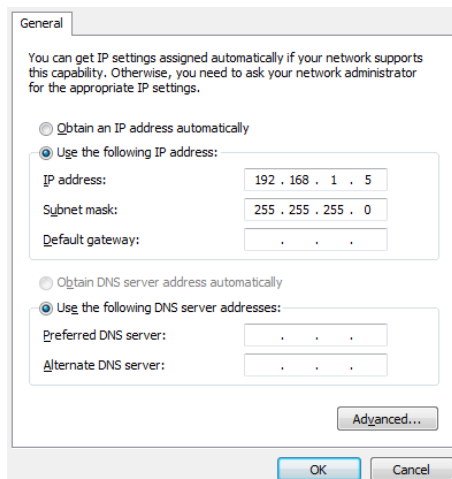 General
You can get IP settings assigned automatically if your network supports
this capability. Otherwise, you need to ask your network administrator
for the appropriate IP settings.
Obtain an IP address automatically
Use the following IP address:
IP address: 192 . 168 . 1 . 5
Subnet mask: 255 . 255 . 255 . 0
Default gateway: . . .
Obtain DNS server address automatically
Use the following DNS server addresses:
Preferred DNS server: . . .
Alternate DNS server: . . .
Advanced...
OK Cancel